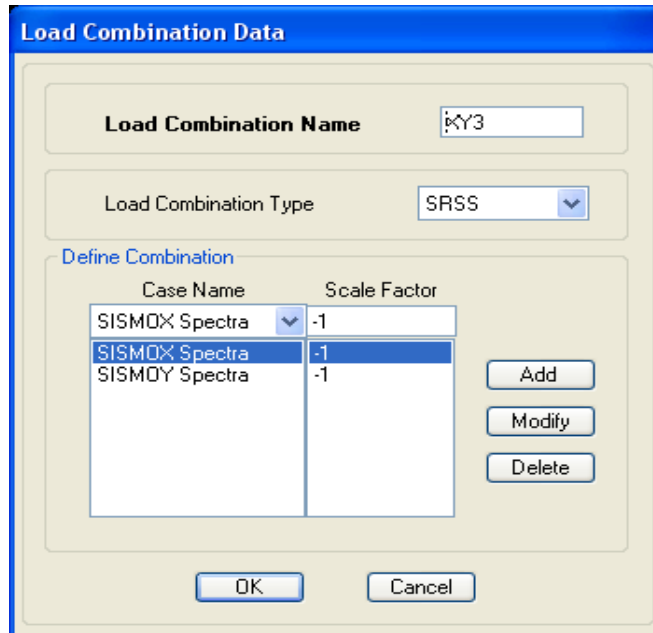 Load Combination Data
Load Combination Name XY3
Load Combination Type SRSS
Define Combination
Case Name Scale Factor
SISMOX Spectra -1
SISMOX Spectra -1
SISMOY Spectra -1
Add
Modify
Delete
OK Cancel